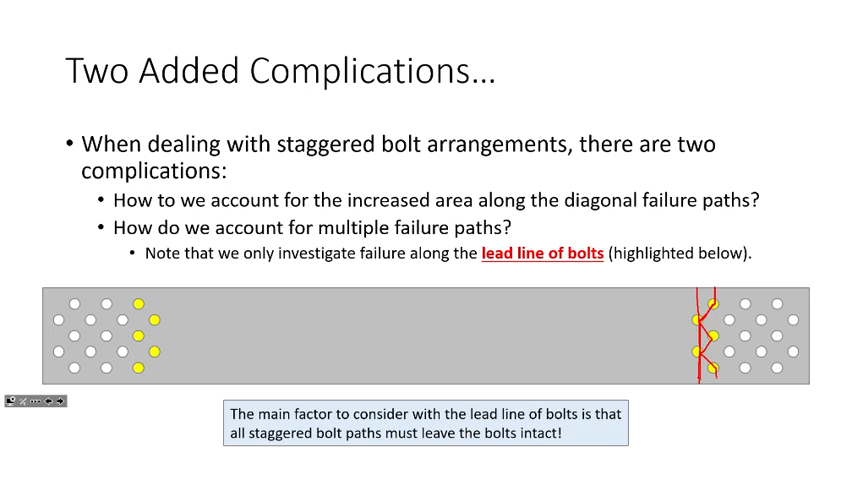 Two Added Complications…
• When dealing with staggered bolt arrangements, there are two
complications:
• How to we account for the increased area along the diagonal failure paths?
• How do we account for multiple failure paths?
• Note that we only investigate failure along the lead line of bolts (highlighted below).
The main factor to consider with the lead line of bolts is that
all staggered bolt paths must leave the bolts intact!